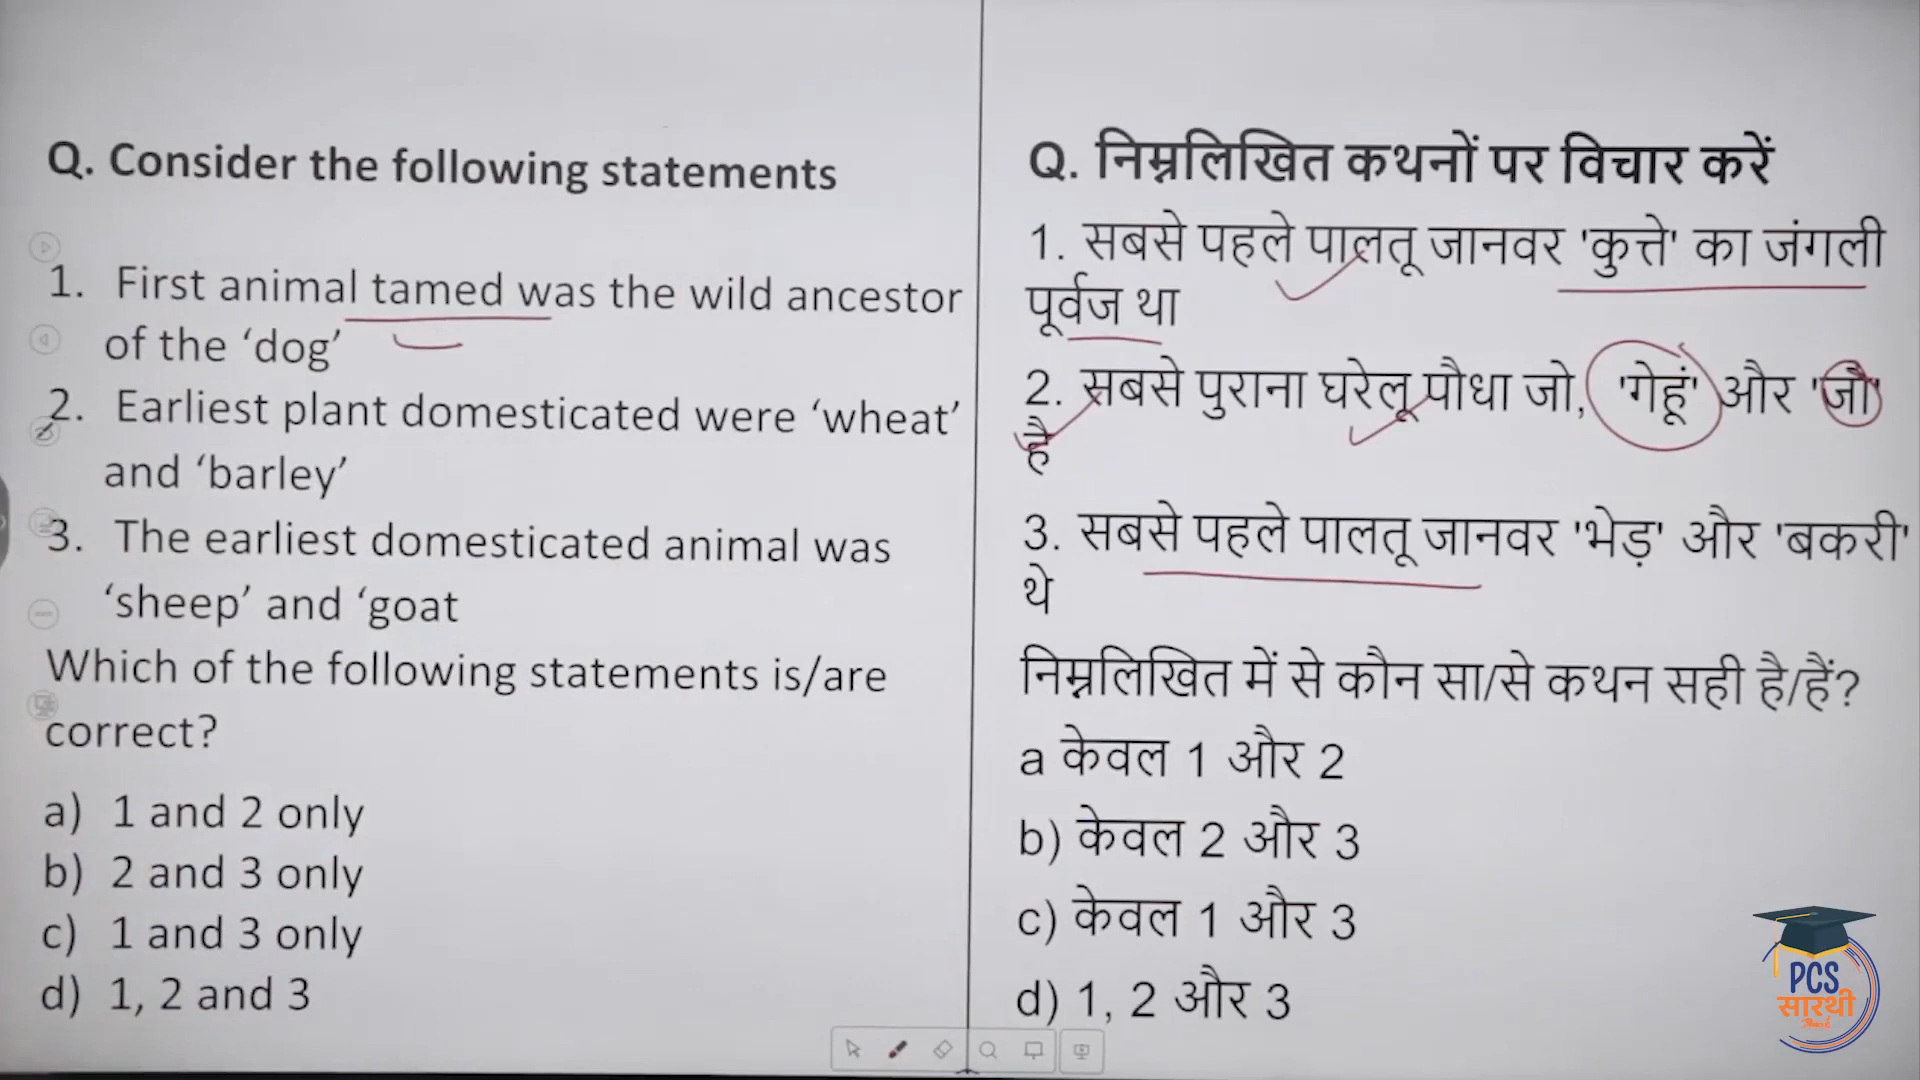 Q. Consider the following statements
1. First animal tamed was the wild ancestor
of the ‘dog’
2. Earliest plant domesticated were ‘wheat’
and ‘barley’
3. The earliest domesticated animal was
‘sheep’ and ‘goat
Which of the following statements is/are
correct?
a) 1 and 2 only
b) 2 and 3 only
c) 1 and 3 only
d) 1, 2 and 3
Q. निम्नलिखित कथनों पर विचार करें
1. सबसे पहले पालतू जानवर 'कुत्ते' का जंगली
पूर्वज था
2. सबसे पुराना घरेलू पौधा जो, 'गेहूं' और 'जौ'
है
3. सबसे पहले पालतू जानवर 'भेड़' और 'बकरी'
थे
निम्नलिखित में से कौन सा/से कथन सही है/हैं?
a केवल 1 और 2
b) केवल 2 और 3
c) केवल 1 और 3
d) 1, 2 और 3
PCS
सारथी